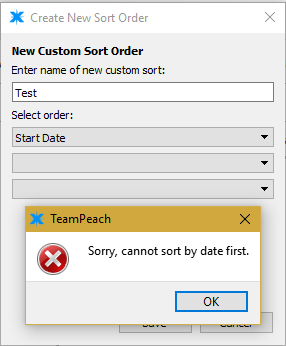 Create New Sort Order
New Custom Sort Order
Enter name of new custom sort:
Test
Select order:
Start Date
TeamPeach
Sorry, cannot sort by date first.
OK
Save Cancel